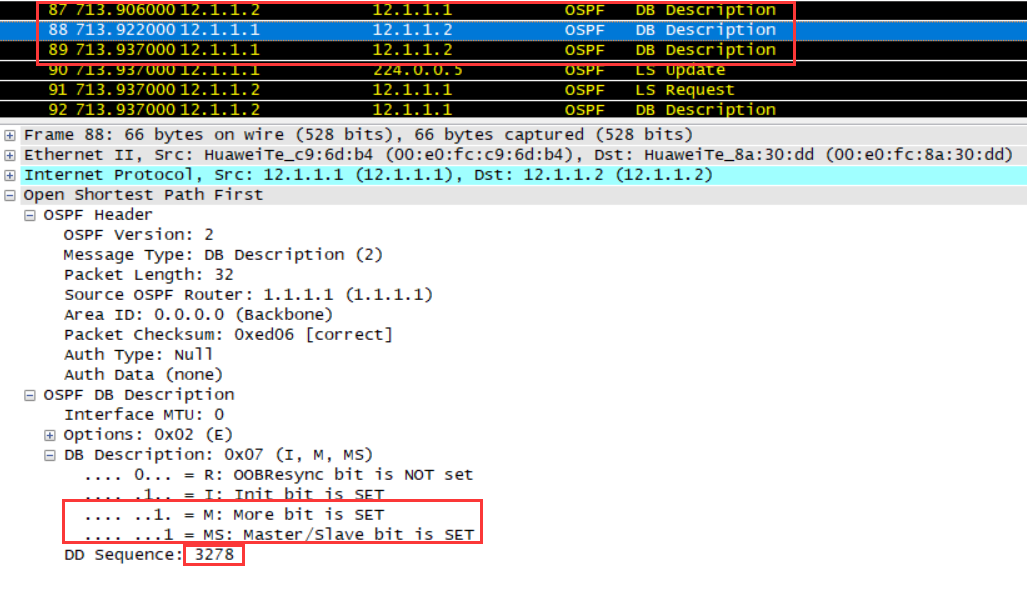 87 713.906000 12.1.1.2 12.1.1.1 OSPF DB Description
88 713.922000 12.1.1.1 12.1.1.2 OSPF DB Description
89 713.937000 12.1.1.1 12.1.1.2 OSPF DB Description
90 713.937000 12.1.1.1 224.0.0.5 OSPF LS Update
91 713.937000 12.1.1.2 12.1.1.1 OSPF LS Request
92 713.937000 12.1.1.2 12.1.1.1 OSPF DB Description
Frame 88: 66 bytes on wire (528 bits), 66 bytes captured (528 bits)
Ethernet II, Src: HuaweiTe_c9:6d:b4 (00:e0:fc:c9:6d:b4), Dst: HuaweiTe_8a:30:dd (00:e0:fc:8a:30:dd)
Internet Protocol, Src: 12.1.1.1 (12.1.1.1), Dst: 12.1.1.2 (12.1.1.2)
Open Shortest Path First
OSPF Header
OSPF Version: 2
Message Type: DB Description (2)
Packet Length: 32
Source OSPF Router: 1.1.1.1 (1.1.1.1)
Area ID: 0.0.0.0 (Backbone)
Packet Checksum: 0xed06 [correct]
Auth Type: Null
Auth Data (none)
OSPF DB Description
Interface MTU: 0
Options: 0x02 (E)
DB Description: 0x07 (I, M, MS)
.... 0... = R: OOBResync bit is NOT set
.... .1.. = I: Init bit is SET
.... ..1. = M: More bit is SET
.... ...1 = MS: Master/Slave bit is SET
DD Sequence: 3278